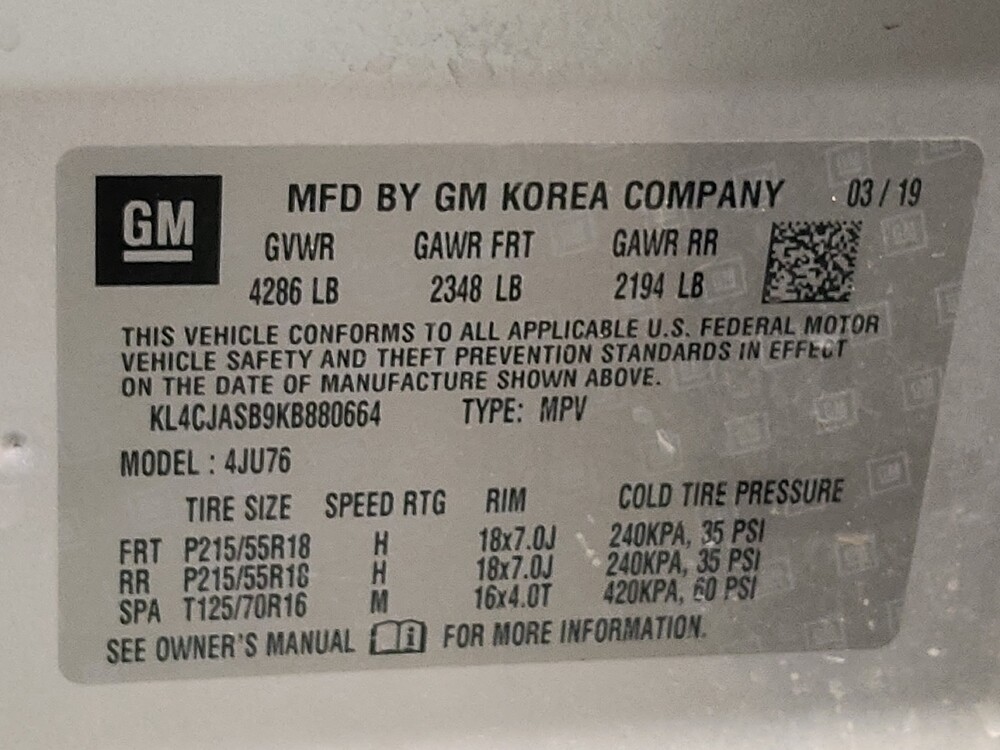 GM
MFD BY GM KOREA COMPANY 03 / 19
GVWR GAWR FRT GAWR RR
4286 LB 2348 LB 2194 LB
THIS VEHICLE CONFORMS TO ALL APPLICABLE U.S. FEDERAL MOTOR
VEHICLE SAFETY AND THEFT PREVENTION STANDARDS IN EFFECT
ON THE DATE OF MANUFACTURE SHOWN ABOVE.
KL4CJASB9KB880664 TYPE: MPV
MODEL : 4JU76
TIRE SIZE SPEED RTG RIM COLD TIRE PRESSURE
FRT P215/55R18 H 18x7.0J 240KPA, 35 PSI
RR P215/55R18 H 18x7.0J 240KPA, 35 PSI
SPA T125/70R16 M 16x4.0T 420KPA, 60 PSI
SEE OWNER'S MANUAL i FOR MORE INFORMATION.